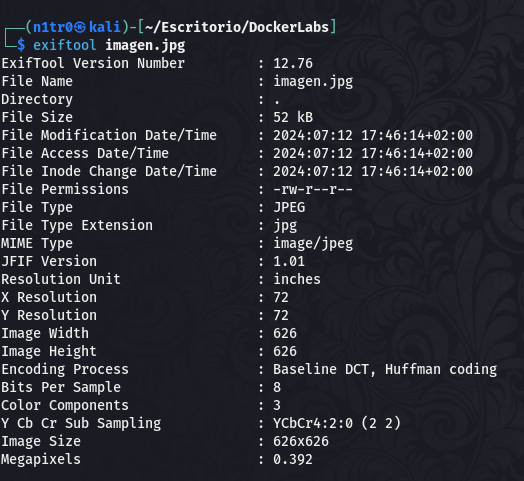 (n1tr0㉿kali)-[~/Escritorio/DockerLabs]
$ exiftool imagen.jpg
ExifTool Version Number : 12.76
File Name : imagen.jpg
Directory : .
File Size : 52 kB
File Modification Date/Time : 2024:07:12 17:46:14+02:00
File Access Date/Time : 2024:07:12 17:46:14+02:00
File Inode Change Date/Time : 2024:07:12 17:46:14+02:00
File Permissions : -rw-r--r--
File Type : JPEG
File Type Extension : jpg
MIME Type : image/jpeg
JFIF Version : 1.01
Resolution Unit : inches
X Resolution : 72
Y Resolution : 72
Image Width : 626
Image Height : 626
Encoding Process : Baseline DCT, Huffman coding
Bits Per Sample : 8
Color Components : 3
Y Cb Cr Sub Sampling : YCbCr4:2:0 (2 2)
Image Size : 626x626
Megapixels : 0.392